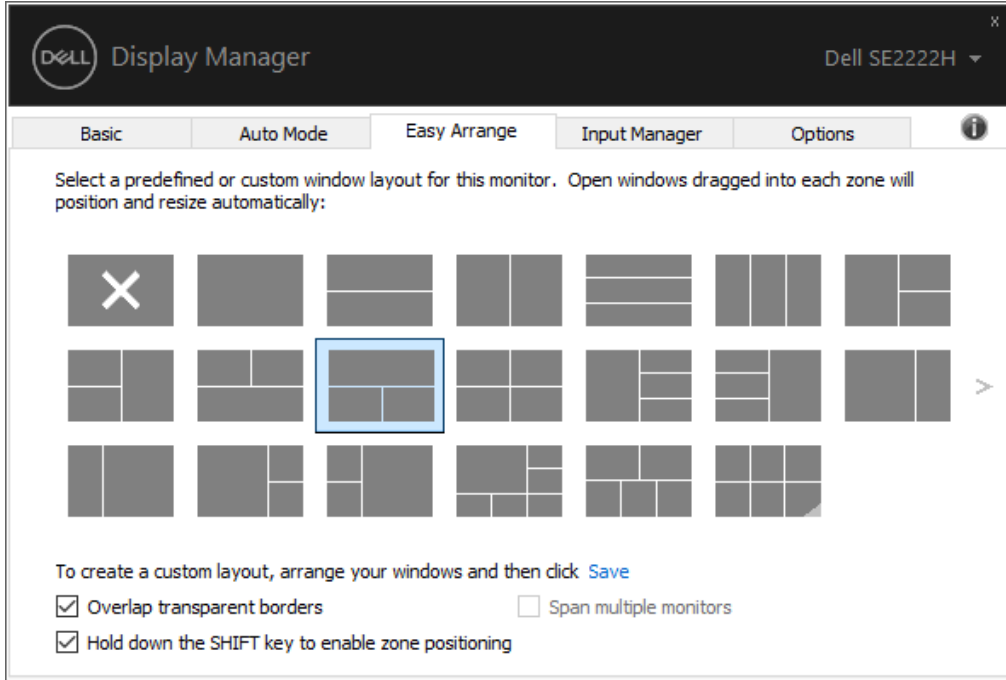 x
DELL Display Manager Dell SE2222H
Basic Auto Mode Easy Arrange Input Manager Options i
Select a predefined or custom window layout for this monitor.  Open windows dragged into each zone will
position and resize automatically:
>
To create a custom layout, arrange your windows and then click Save
Overlap transparent borders Span multiple monitors
Hold down the SHIFT key to enable zone positioning